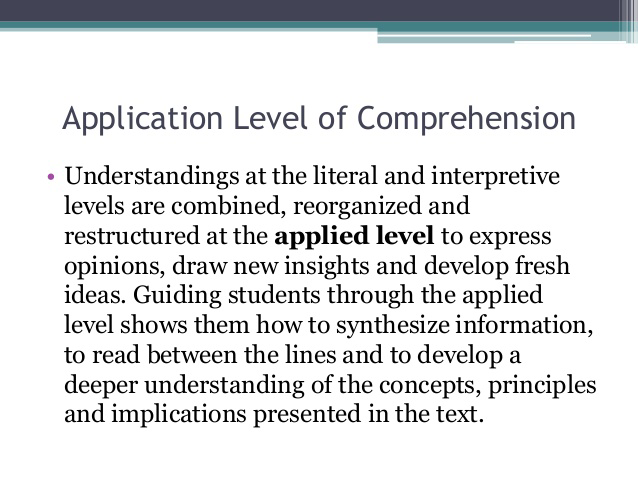 Application Level of Comprehension
• Understandings at the literal and interpretive
levels are combined, reorganized and
restructured at the applied level to express
opinions, draw new insights and develop fresh
ideas. Guiding students through the applied
level shows them how to synthesize information,
to read between the lines and to develop a
deeper understanding of the concepts, principles
and implications presented in the text.